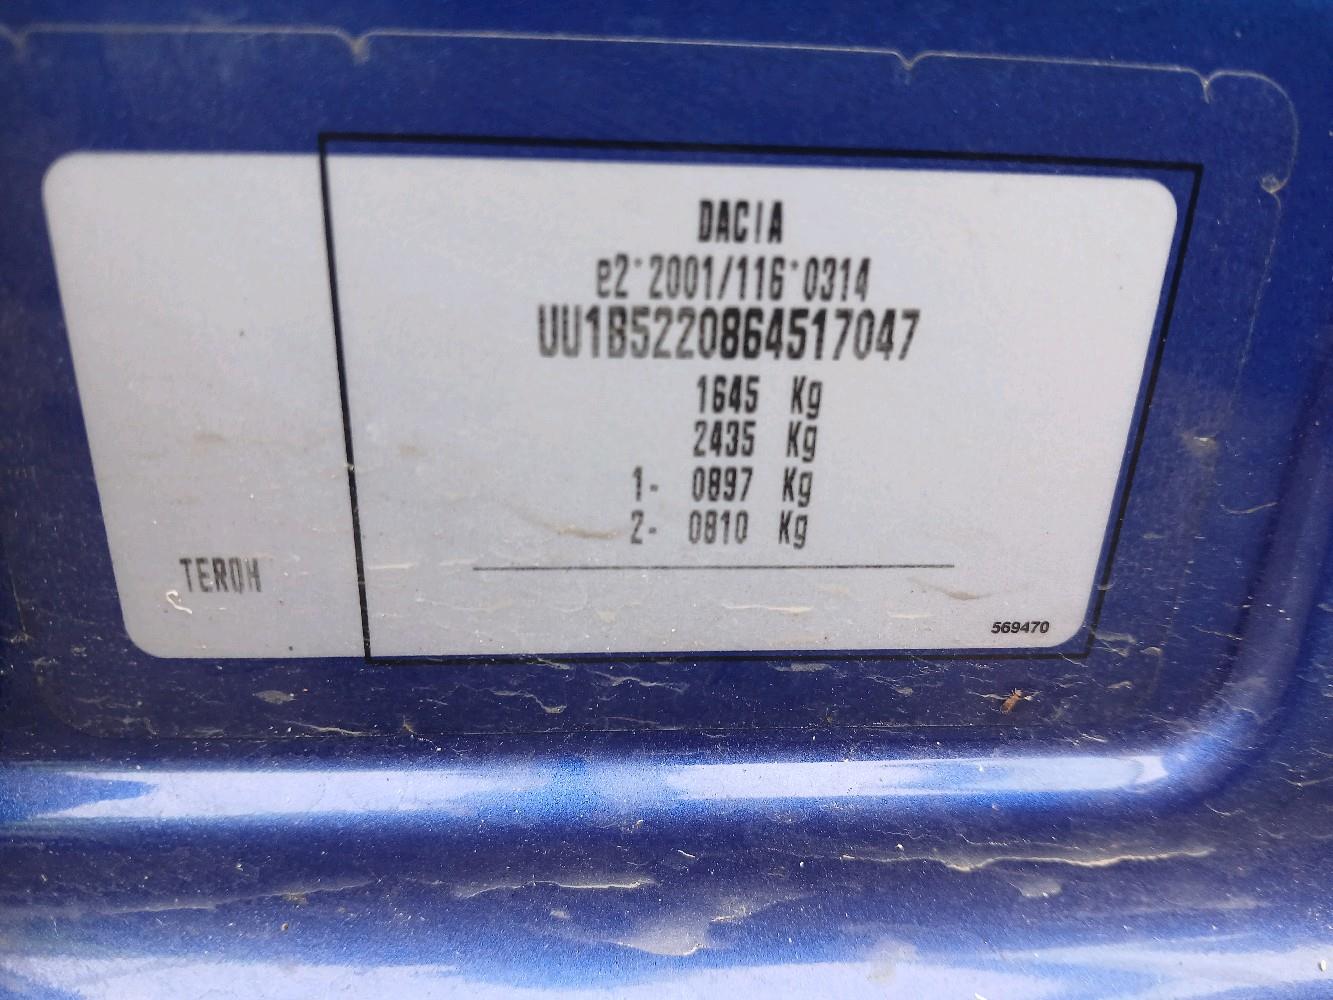 DACIA
e2*2001/116*0314
UU1B5220864517047
1645 Kg
2435 Kg
1- 0897 Kg
2- 0810 Kg
TERQH
569470